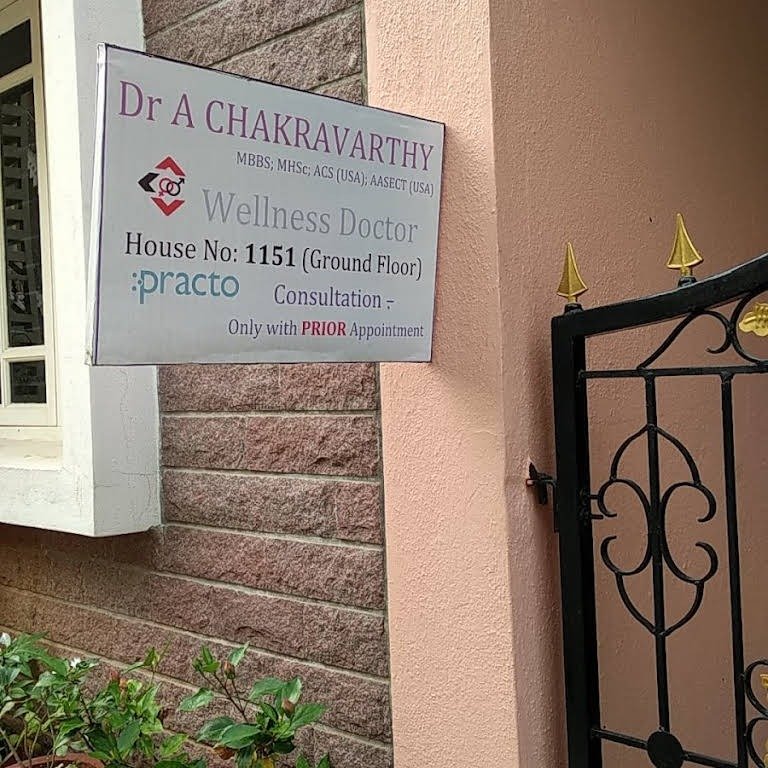 Dr A CHAKRAVARTHY
MBBS; MHSc; ACS (USA); AASECT (USA)
Wellness Doctor
House No: 1151 (Ground Floor)
:practo
Consultation -
Only with PRIOR Appointment